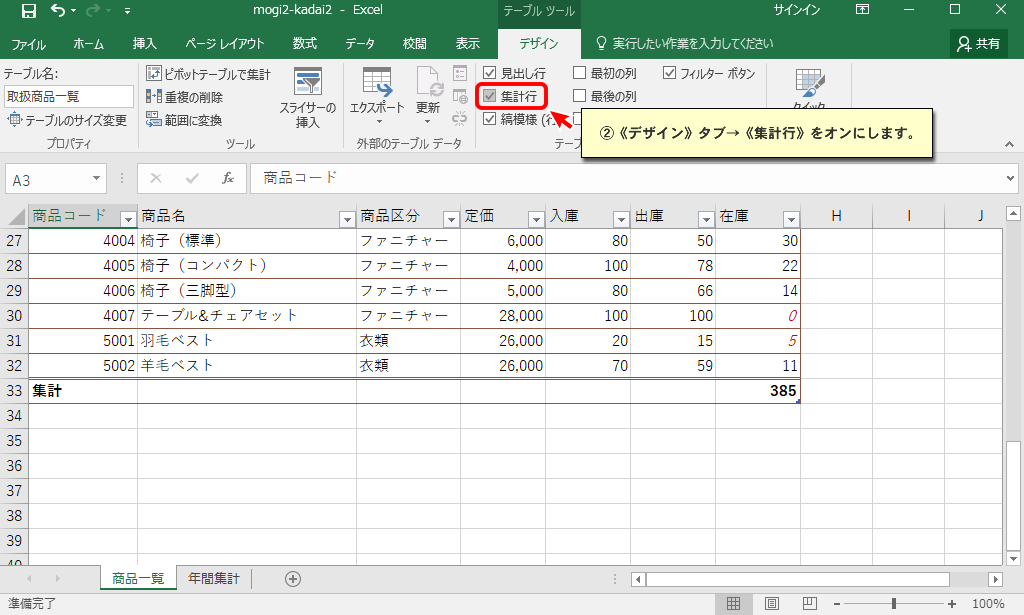 mogi2-kadai2 - Excel
テーブル ツール
サインイン
ファイル ホーム 挿入 ページ レイアウト 数式 データ 校閲 表示 デザイン 実行したい作業を入力してください 共有
テーブル名:
取扱商品一覧
テーブルのサイズ変更
プロパティ
ピボットテーブルで集計
重複の削除
範囲に変換
ツール
スライサーの
挿入
エクスポート
更新
外部のテーブル データ
見出し行
集計行
縞模様 (行
最初の列
最後の列
フィルター ボタン
テーブ
②《デザイン》タブ→《集計行》をオンにします。
A3
fx
商品コード
商品コード 商品名 商品区分 定価 入庫 出庫 在庫 H I J
27 4004 椅子（標準） ファニチャー 6,000 80 50 30
28 4005 椅子（コンパクト） ファニチャー 4,000 100 78 22
29 4006 椅子（三脚型） ファニチャー 5,000 80 66 14
30 4007 テーブル&チェアセット ファニチャー 28,000 100 100 0
31 5001 羽毛ベスト 衣類 26,000 20 15 5
32 5002 羊毛ベスト 衣類 26,000 70 59 11
33 集計 385
34
35
36
37
38
39
40
商品一覧 年間集計
準備完了
100%